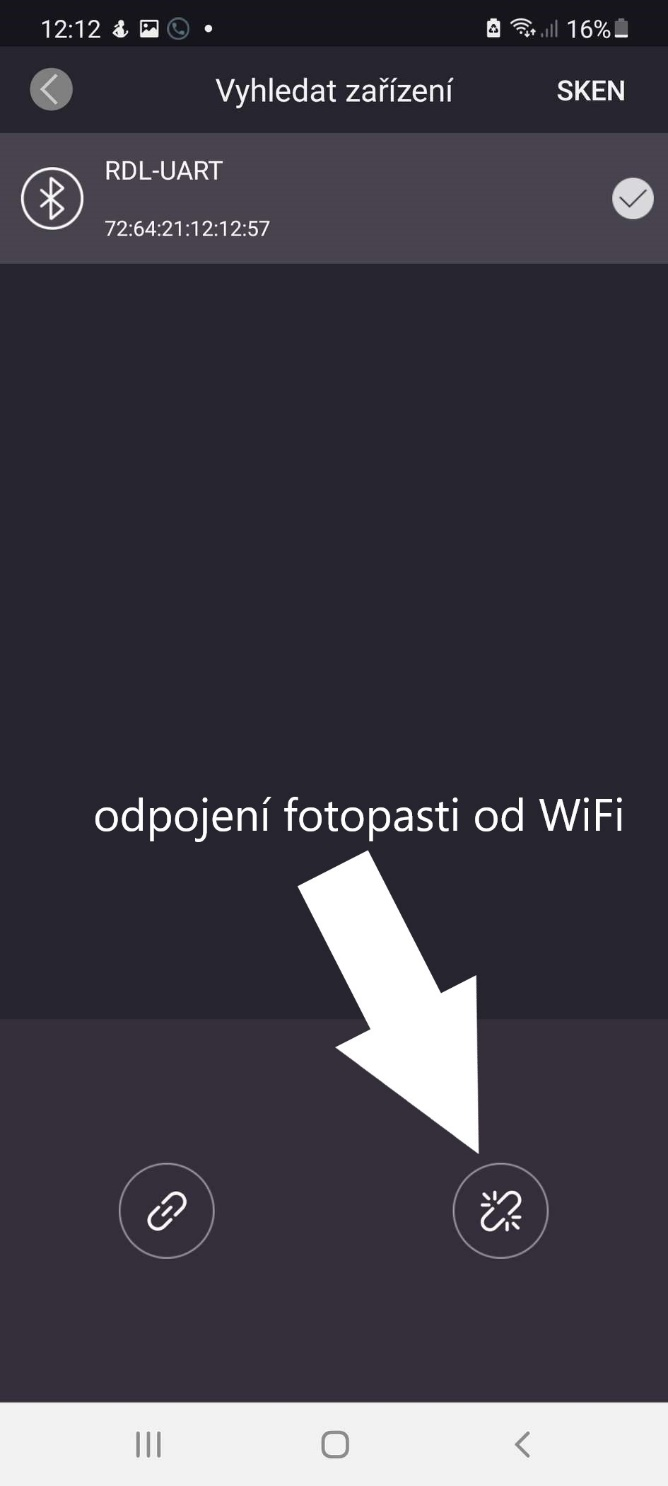 12:12
16%
Vyhledat zařízení
SKEN
RDL-UART
72:64:21:12:12:57
odpojení fotopasti od WiFi